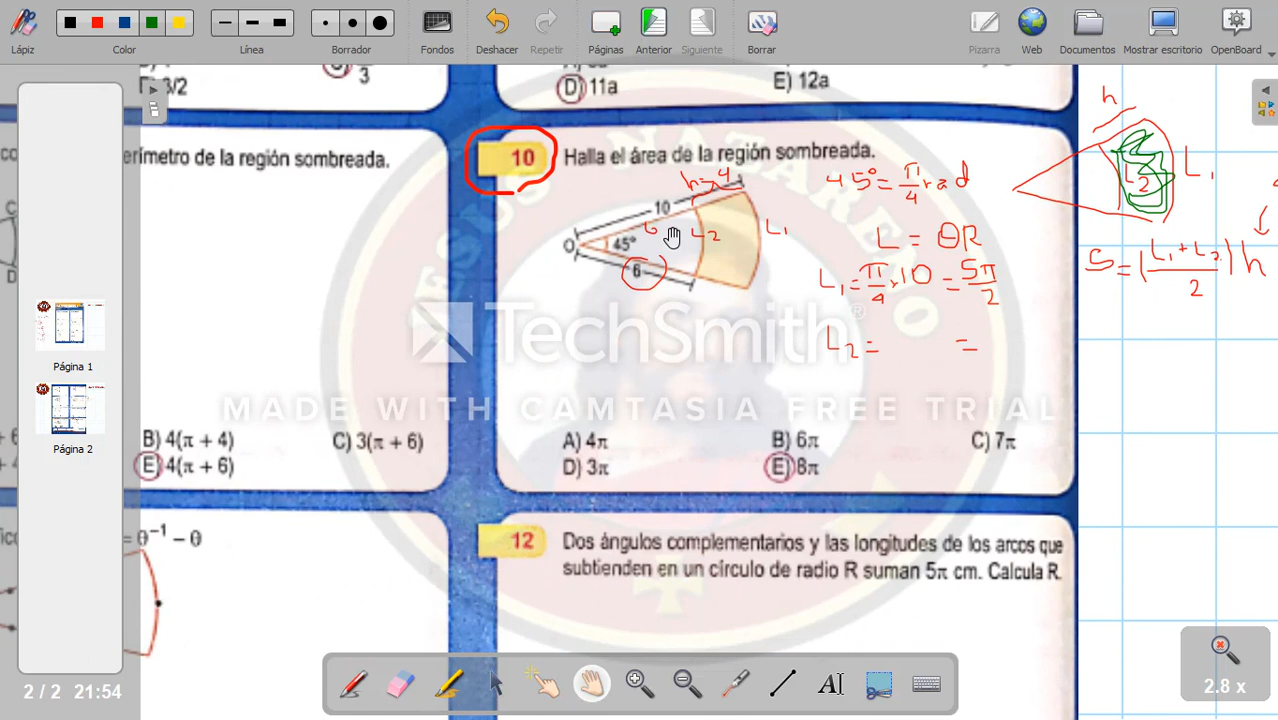 Lápiz
Color
Línea
Borrador
Fondos
Deshacer
Repetir
Páginas
Anterior
Siguiente
Borrar
Pizarra
Web
Documentos
Mostrar escritorio
OpenBoard
3/2
3
D) 11a
E) 12a
erímetro de la región sombreada.
B) 4(π + 4)
C) 3(π + 6)
E) 4(π + 6)
10
Halla el área de la región sombreada.
h=4
10
6
L2
L1
O
45°
6
45° = π/4 rad
L = θR
L1 = π/4 × 10 = 5π/2
L2 = =
h
L2
L1
S = (L1 + L2 / 2) h
TechSmith®
MADE WITH CAMTASIA FREE TRIAL
A) 4π
B) 6π
C) 7π
D) 3π
E) 8π
= θ⁻¹ − θ
12
Dos ángulos complementarios y las longitudes de los arcos que
subtienden en un círculo de radio R suman 5π cm. Calcula R.
Página 1
Página 2
2 / 2 21:54
2.8 x